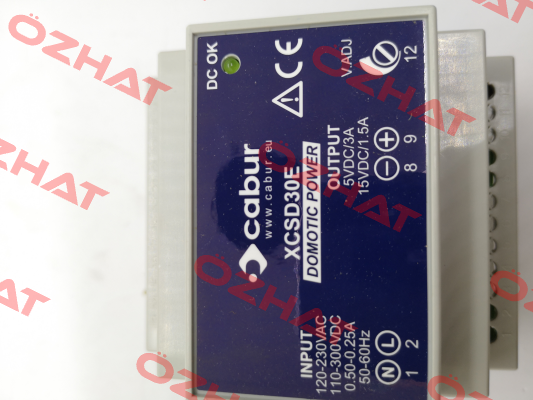 cabur
www.cabur.eu
XCSD30E
DOMOTIC POWER
DC OK
CE
V.ADJ
12
INPUT
120-230VAC
110-300VDC
0.50-0.25A
50-60Hz
N L
1 2
OUTPUT
5VDC/3A
15VDC/1.5A
- +
8 9
ÖZHAT
ÖZHAT
ÖZHAT
ÖZHAT
ÖZHAT
ÖZHAT